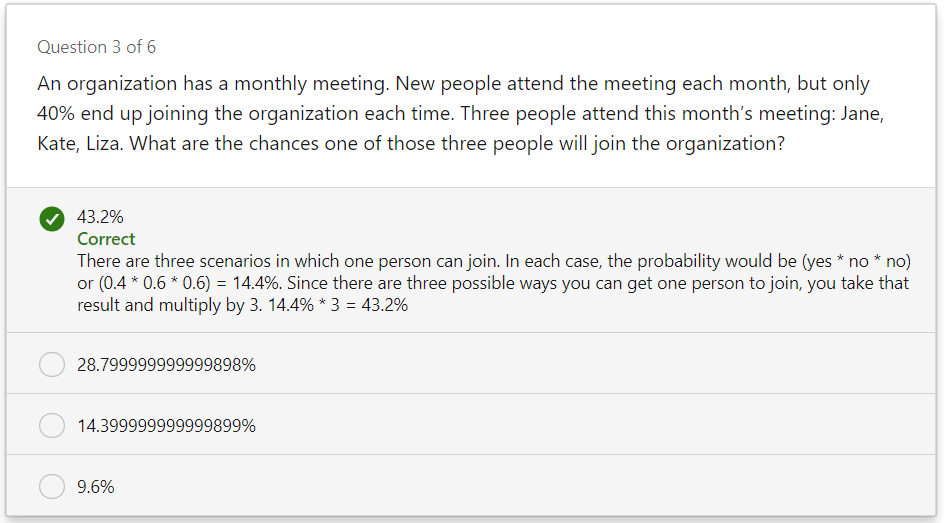 Question 3 of 6
An organization has a monthly meeting. New people attend the meeting each month, but only
40% end up joining the organization each time. Three people attend this month's meeting: Jane,
Kate, Liza. What are the chances one of those three people will join the organization?
43.2%
Correct
There are three scenarios in which one person can join. In each case, the probability would be (yes * no * no)
or (0.4 * 0.6 * 0.6) = 14.4%. Since there are three possible ways you can get one person to join, you take that
result and multiply by 3. 14.4% * 3 = 43.2%
28.799999999999898%
14.399999999999899%
9.6%